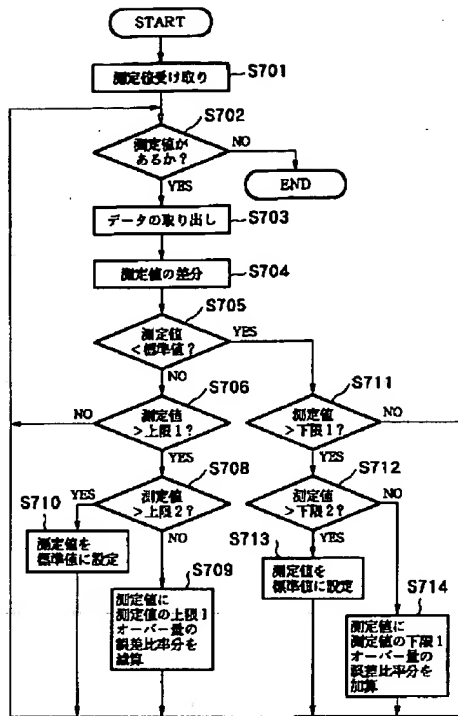 START
測定値受け取り
S701
S702
測定値が
あるか?
NO
YES
END
データの取り出し
S703
測定値の差分
S704
S705
測定値
<標準値?
YES
NO
S706
測定値
>上限1?
NO
YES
S711
測定値
>下限1?
NO
YES
S708
測定値
>上限2?
YES
NO
S712
測定値
>下限2?
NO
YES
S710
測定値を
標準値に設定
S709
測定値に
測定値の上限1
オーバー量の
誤差比率分を
減算
S713
測定値を
標準値に設定
S714
測定値に
測定値の下限1
オーバー量の
誤差比率分を
加算